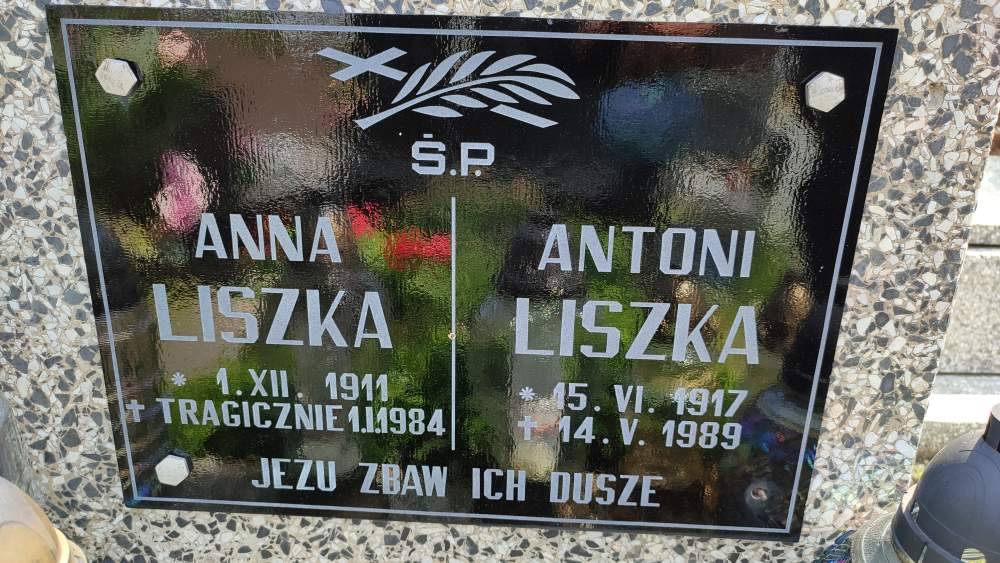 Ś.P.
ANNA
LISZKA
* 1. XII. 1911
✝ TRAGICZNIE 1.I.1984
ANTONI
LISZKA
* 15. VI. 1917
✝ 14. V. 1989
JEZU ZBAW ICH DUSZE